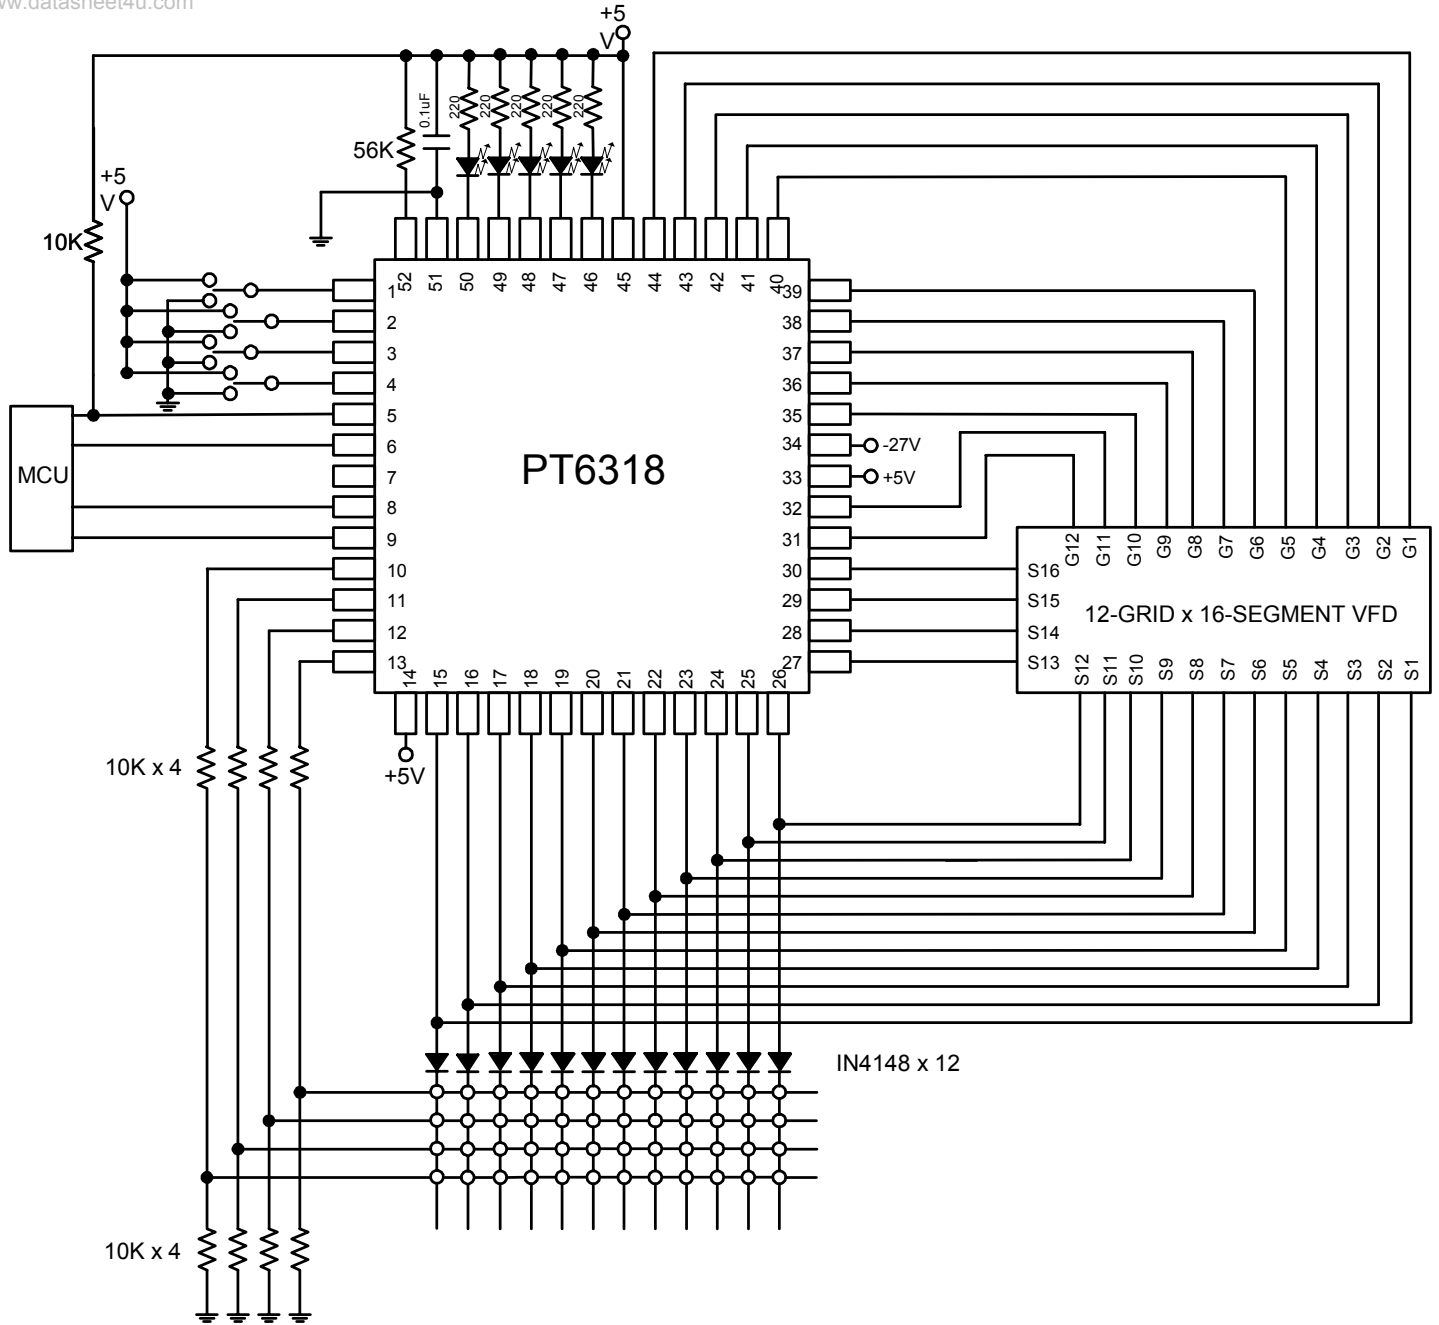 www.datasheet4u.com
+5
V
0.1uF
220
220
220
220
220
56K
+5
V
10K
52
51
50
49
48
47
46
45
44
43
42
41
40
1
39
2
38
3
37
4
36
5
35
6
34
-27V
MCU
PT6318
7
33
+5V
8
32
9
31
G12
G11
G10
G9
G8
G7
G6
G5
G4
G3
G2
G1
10
30
S16
11
29
S15
12-GRID x 16-SEGMENT VFD
12
28
S14
13
27
S13
14
15
16
17
18
19
20
21
22
23
24
25
26
S12
S11
S10
S9
S8
S7
S6
S5
S4
S3
S2
S1
10K x 4
+5V
IN4148 x 12
10K x 4